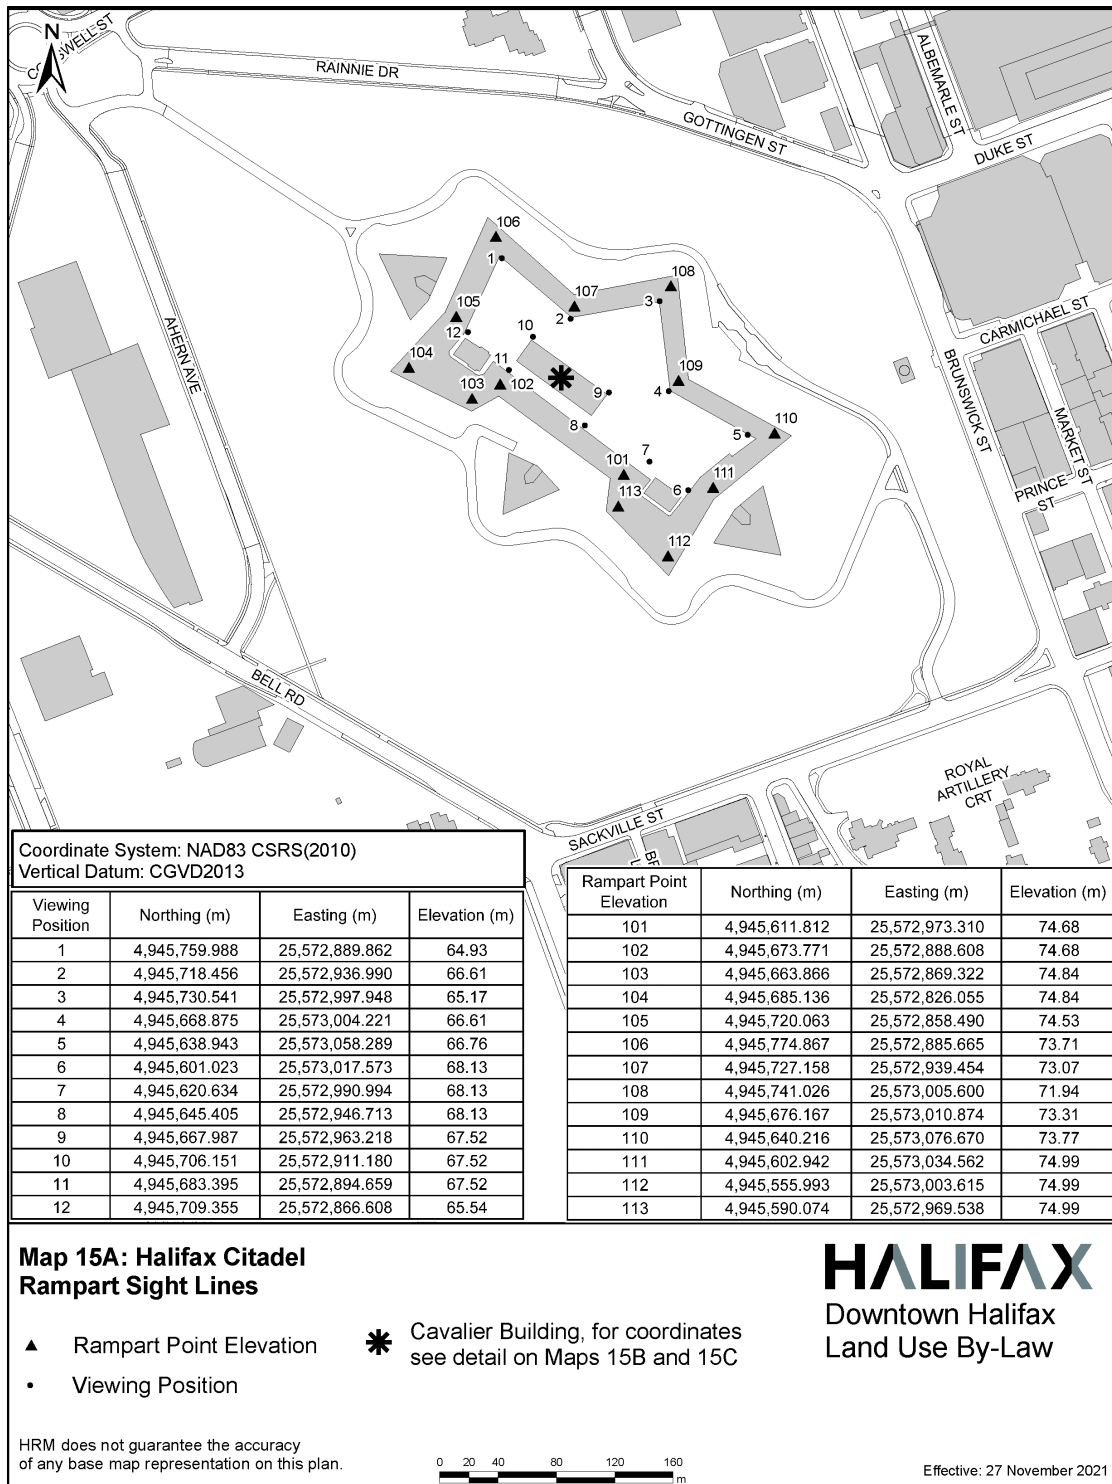 N
COGSWELL ST
RAINNIE DR
GOTTINGEN ST
ALBEMARLE ST
DUKE ST
CARMICHAEL ST
BRUNSWICK ST
MARKET ST
PRINCE ST
AHERN AVE
BELL RD
SACKVILLE ST
ROYAL
ARTILLERY
CRT
106
1
107
2
108
3
105
12
10
104
11
103
102
9
109
4
8
110
5
7
101
111
6
113
112
Coordinate System: NAD83 CSRS(2010)
Vertical Datum: CGVD2013
Viewing Position Northing (m) Easting (m) Elevation (m)
1 4,945,759.988 25,572,889.862 64.93
2 4,945,718.456 25,572,936.990 66.61
3 4,945,730.541 25,572,997.948 65.17
4 4,945,668.875 25,573,004.221 66.61
5 4,945,638.943 25,573,058.289 66.76
6 4,945,601.023 25,573,017.573 68.13
7 4,945,620.634 25,572,990.994 68.13
8 4,945,645.405 25,572,946.713 68.13
9 4,945,667.987 25,572,963.218 67.52
10 4,945,706.151 25,572,911.180 67.52
11 4,945,683.395 25,572,894.659 67.52
12 4,945,709.355 25,572,866.608 65.54
Rampart Point Elevation Northing (m) Easting (m) Elevation (m)
101 4,945,611.812 25,572,973.310 74.68
102 4,945,673.771 25,572,888.608 74.68
103 4,945,663.866 25,572,869.322 74.84
104 4,945,685.136 25,572,826.055 74.84
105 4,945,720.063 25,572,858.490 74.53
106 4,945,774.867 25,572,885.665 73.71
107 4,945,727.158 25,572,939.454 73.07
108 4,945,741.026 25,573,005.600 71.94
109 4,945,676.167 25,573,010.874 73.31
110 4,945,640.216 25,573,076.670 73.77
111 4,945,602.942 25,573,034.562 74.99
112 4,945,555.993 25,573,003.615 74.99
113 4,945,590.074 25,572,969.538 74.99
Map 15A: Halifax Citadel
Rampart Sight Lines
Rampart Point Elevation
Viewing Position
Cavalier Building, for coordinates
see detail on Maps 15B and 15C
HALIFAX
Downtown Halifax
Land Use By-Law
HRM does not guarantee the accuracy
of any base map representation on this plan.
0 20 40 80 120 160
m
Effective: 27 November 2021